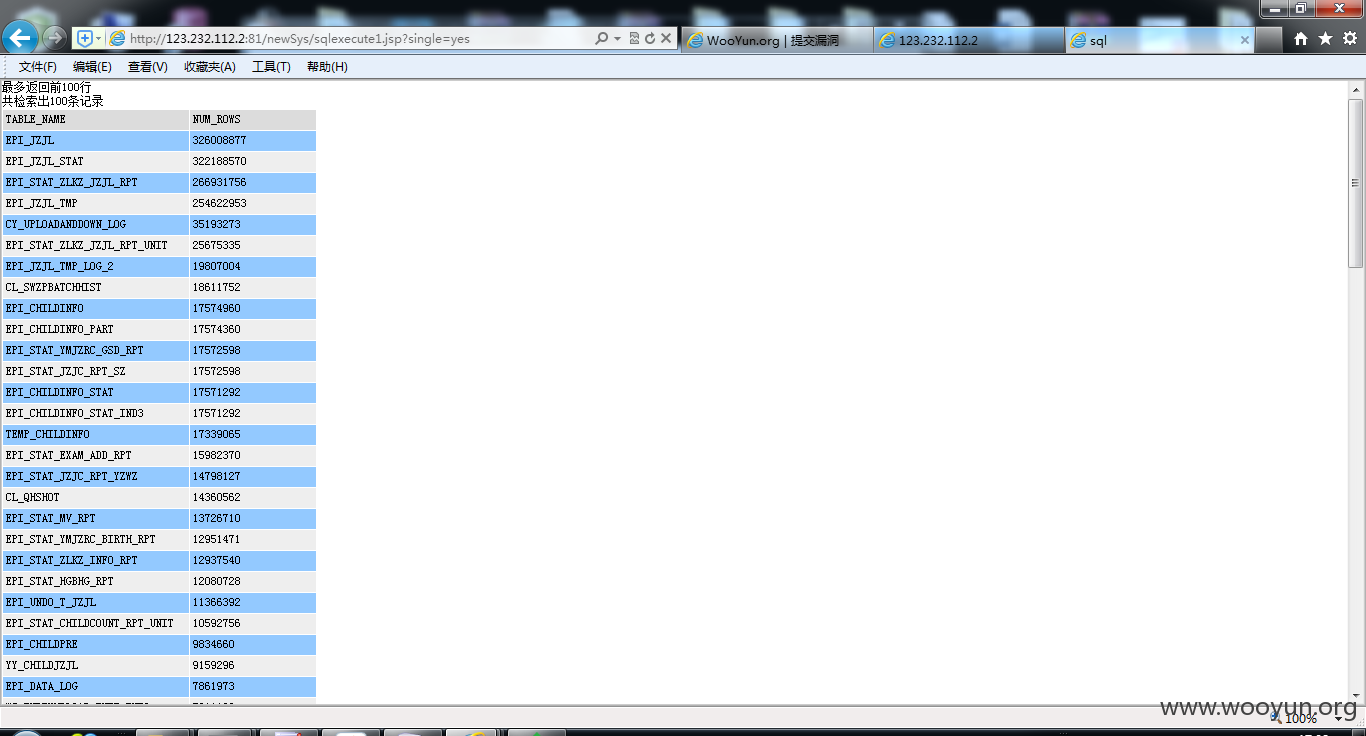 http://123.232.112.2:81/newSys/sqlexecute1.jsp?single=yes
WooYun.org | 提交漏洞
123.232.112.2
sql
文件(F) 编辑(E) 查看(V) 收藏夹(A) 工具(T) 帮助(H)
最多返回前100行
共检索出100条记录
TABLE_NAME NUM_ROWS
EPI_JZJL 326008877
EPI_JZJL_STAT 322188570
EPI_STAT_ZLKZ_JZJL_RPT 266931756
EPI_JZJL_TMP 254622953
CY_UPLOADANDDOWN_LOG 35193273
EPI_STAT_ZLKZ_JZJL_RPT_UNIT 25675335
EPI_JZJL_TMP_LOG_2 19807004
CL_SWZPBATCHHIST 18611752
EPI_CHILDINFO 17574960
EPI_CHILDINFO_PART 17574360
EPI_STAT_YMJZRC_GSD_RPT 17572598
EPI_STAT_JZJC_RPT_SZ 17572598
EPI_CHILDINFO_STAT 17571292
EPI_CHILDINFO_STAT_IND3 17571292
TEMP_CHILDINFO 17339065
EPI_STAT_EXAM_ADD_RPT 15982370
EPI_STAT_JZJC_RPT_YZWZ 14798127
CL_QHSHOT 14360562
EPI_STAT_MV_RPT 13726710
EPI_STAT_YMJZRC_BIRTH_RPT 12951471
EPI_STAT_ZLKZ_INFO_RPT 12937540
EPI_STAT_HGBHG_RPT 12080728
EPI_UNDO_T_JZJL 11366392
EPI_STAT_CHILDCOUNT_RPT_UNIT 10592756
EPI_CHILDPRE 9834660
YY_CHILDJZJL 9159296
EPI_DATA_LOG 7861973
www.wooyun.org
100%